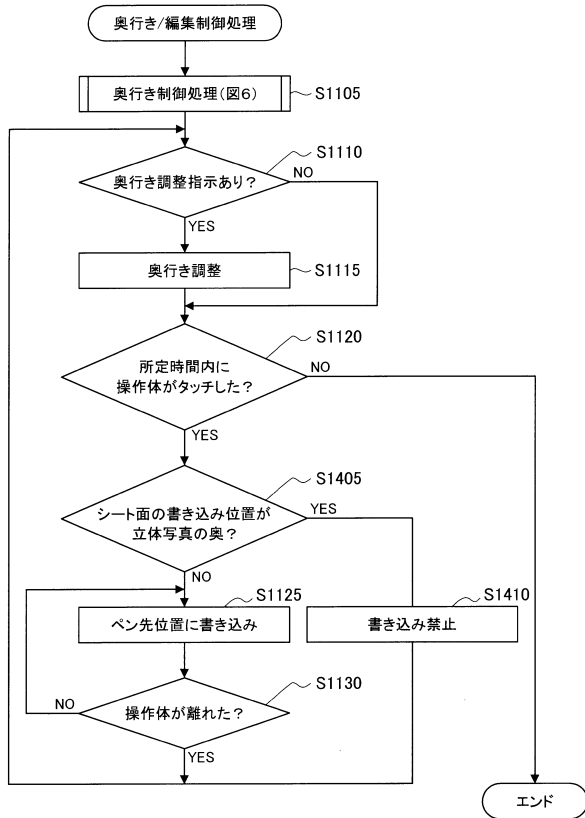 奥行き/編集制御処理
奥行き制御処理(図6)
S1105
S1110
奥行き調整指示あり?
NO
YES
奥行き調整
S1115
S1120
所定時間内に
操作体がタッチした?
NO
YES
S1405
シート面の書き込み位置が
立体写真の奥?
YES
NO
S1125
S1410
ペン先位置に書き込み
書き込み禁止
S1130
NO
操作体が離れた?
YES
エンド